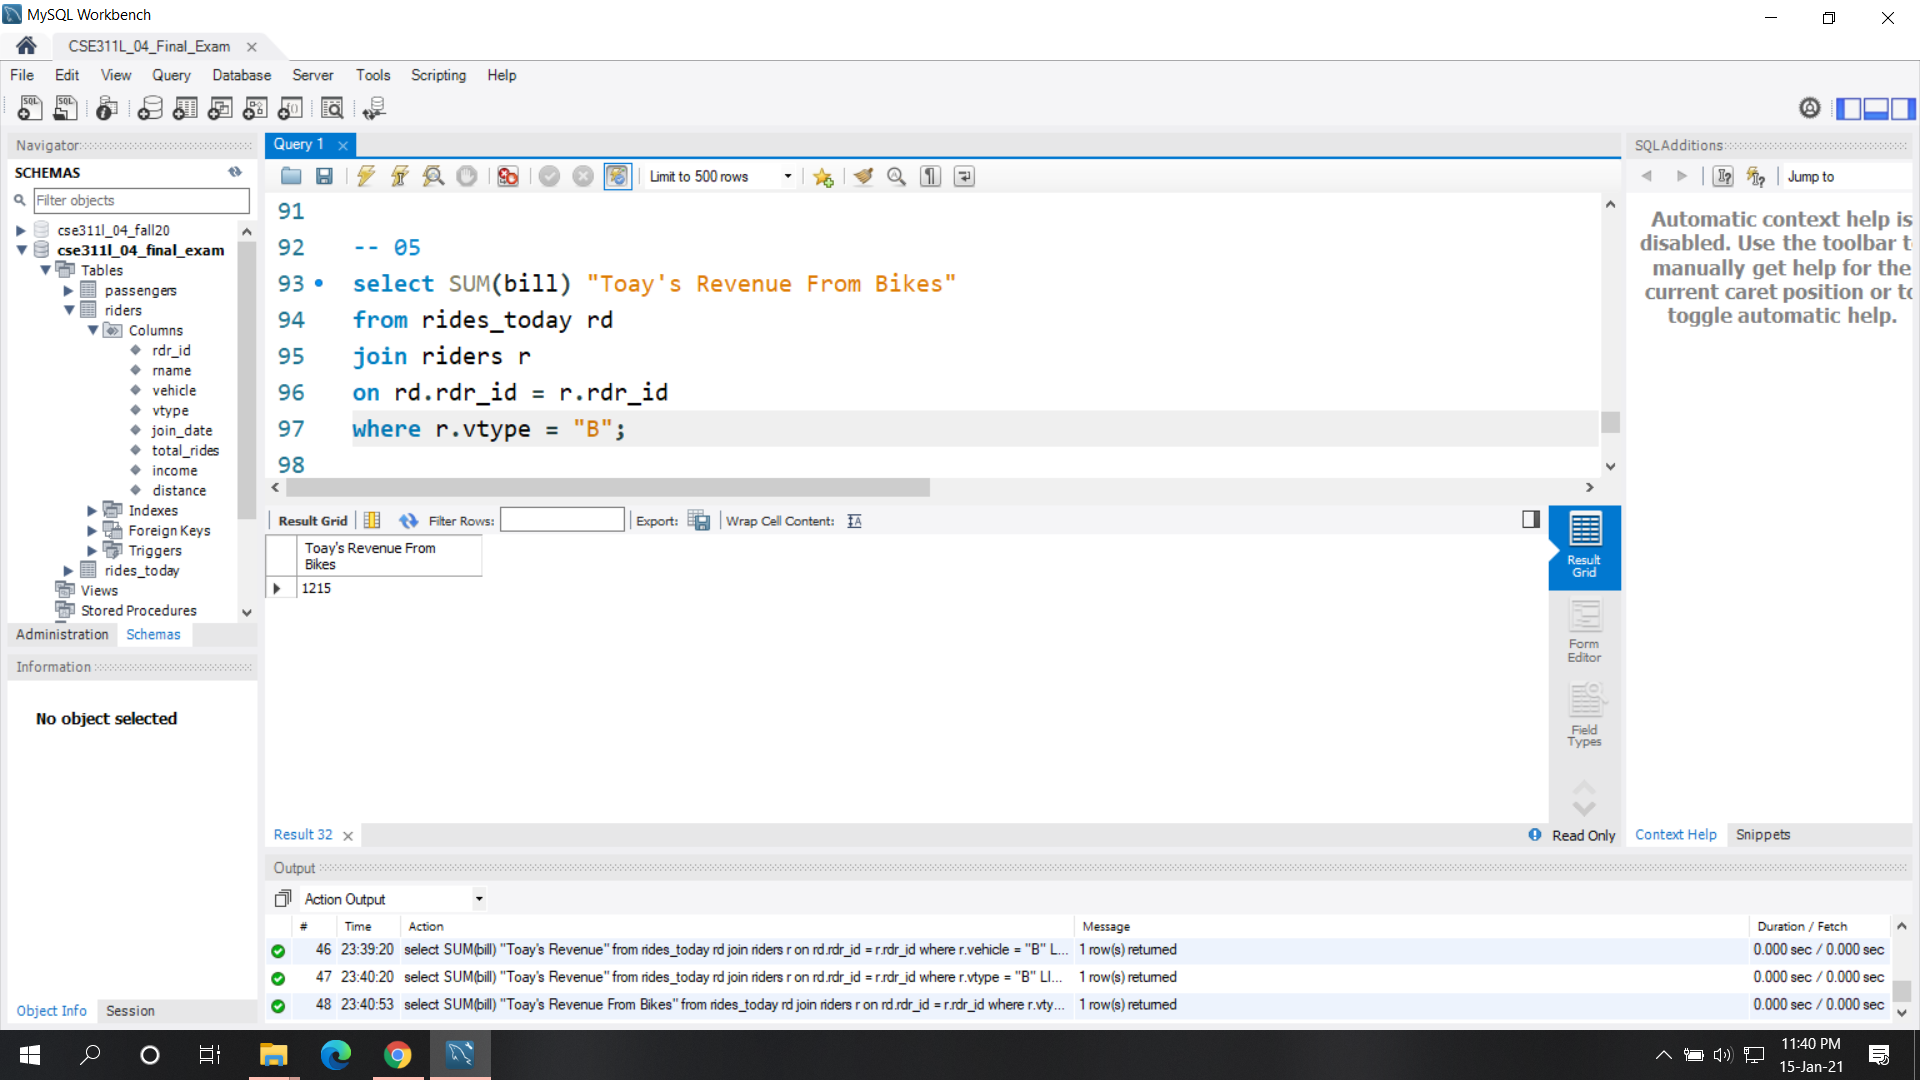 MySQL Workbench
CSE311L_04_Final_Exam
File Edit View Query Database Server Tools Scripting Help
Navigator
SCHEMAS
Filter objects
cse311l_04_fall20
cse311l_04_final_exam
Tables
passengers
riders
Columns
rdr_id
rname
vehicle
vtype
join_date
total_rides
income
distance
Indexes
Foreign Keys
Triggers
rides_today
Views
Stored Procedures
Administration Schemas
Information
No object selected
Object Info Session
Query 1
Limit to 500 rows
91
92 -- 05
93 select SUM(bill) "Toay's Revenue From Bikes"
94 from rides_today rd
95 join riders r
96 on rd.rdr_id = r.rdr_id
97 where r.vtype = "B";
98
Result Grid Filter Rows: Export: Wrap Cell Content:
Toay's Revenue From
Bikes
1215
Result
Grid
Form
Editor
Field
Types
Result 32 Read Only
SQLAdditions
Jump to
Automatic context help is
disabled. Use the toolbar
manually get help for the
current caret position or
toggle automatic help.
Context Help Snippets
Output
Action Output
# Time Action Message Duration / Fetch
46 23:39:20 select SUM(bill) "Toay's Revenue" from rides_today rd join riders r on rd.rdr_id = r.rdr_id where r.vehicle = "B" L... 1 row(s) returned 0.000 sec / 0.000 sec
47 23:40:20 select SUM(bill) "Toay's Revenue" from rides_today rd join riders r on rd.rdr_id = r.rdr_id where r.vtype = "B" LI... 1 row(s) returned 0.000 sec / 0.000 sec
48 23:40:53 select SUM(bill) "Toay's Revenue From Bikes" from rides_today rd join riders r on rd.rdr_id = r.rdr_id where r.vty... 1 row(s) returned 0.000 sec / 0.000 sec
11:40 PM
15-Jan-21